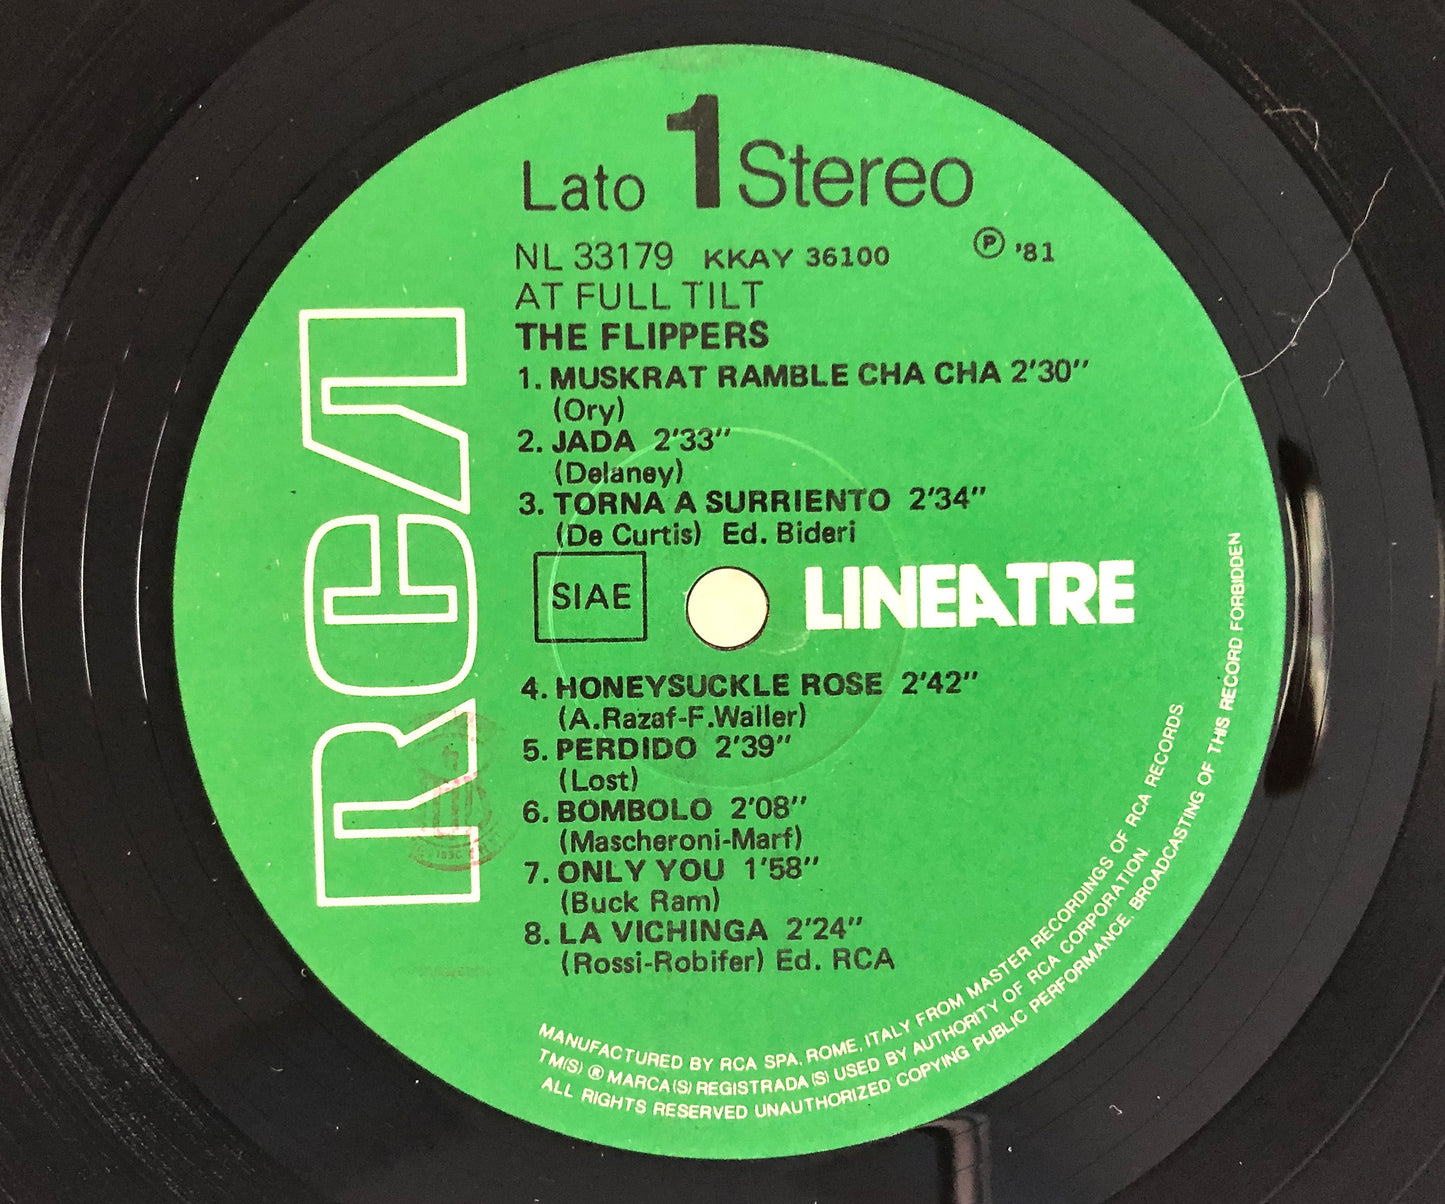 Lato 1 Stereo
NL 33179 KKAY 36100 Ⓟ '81
AT FULL TILT
THE FLIPPERS
1. MUSKRAT RAMBLE CHA CHA 2'30"
(Ory)
2. JADA 2'33"
(Delaney)
3. TORNA A SURRIENTO 2'34"
(De Curtis) Ed. Bideri
SIAE
LINEATRE
4. HONEYSUCKLE ROSE 2'42"
(A.Razaf-F.Waller)
5. PERDIDO 2'39"
(Lost)
6. BOMBOLO 2'08"
(Mascheroni-Marf)
7. ONLY YOU 1'58"
(Buck Ram)
8. LA VICHINGA 2'24"
(Rossi-Robifer) Ed. RCA
RCA
MANUFACTURED BY RCA SPA. ROME, ITALY FROM MASTER RECORDINGS OF RCA RECORDS.
TM(S) ® MARCA(S) REGISTRADA(S) USED BY AUTHORITY OF RCA CORPORATION.
ALL RIGHTS RESERVED UNAUTHORIZED COPYING PUBLIC PERFORMANCE. BROADCASTING OF THIS RECORD FORBIDDEN